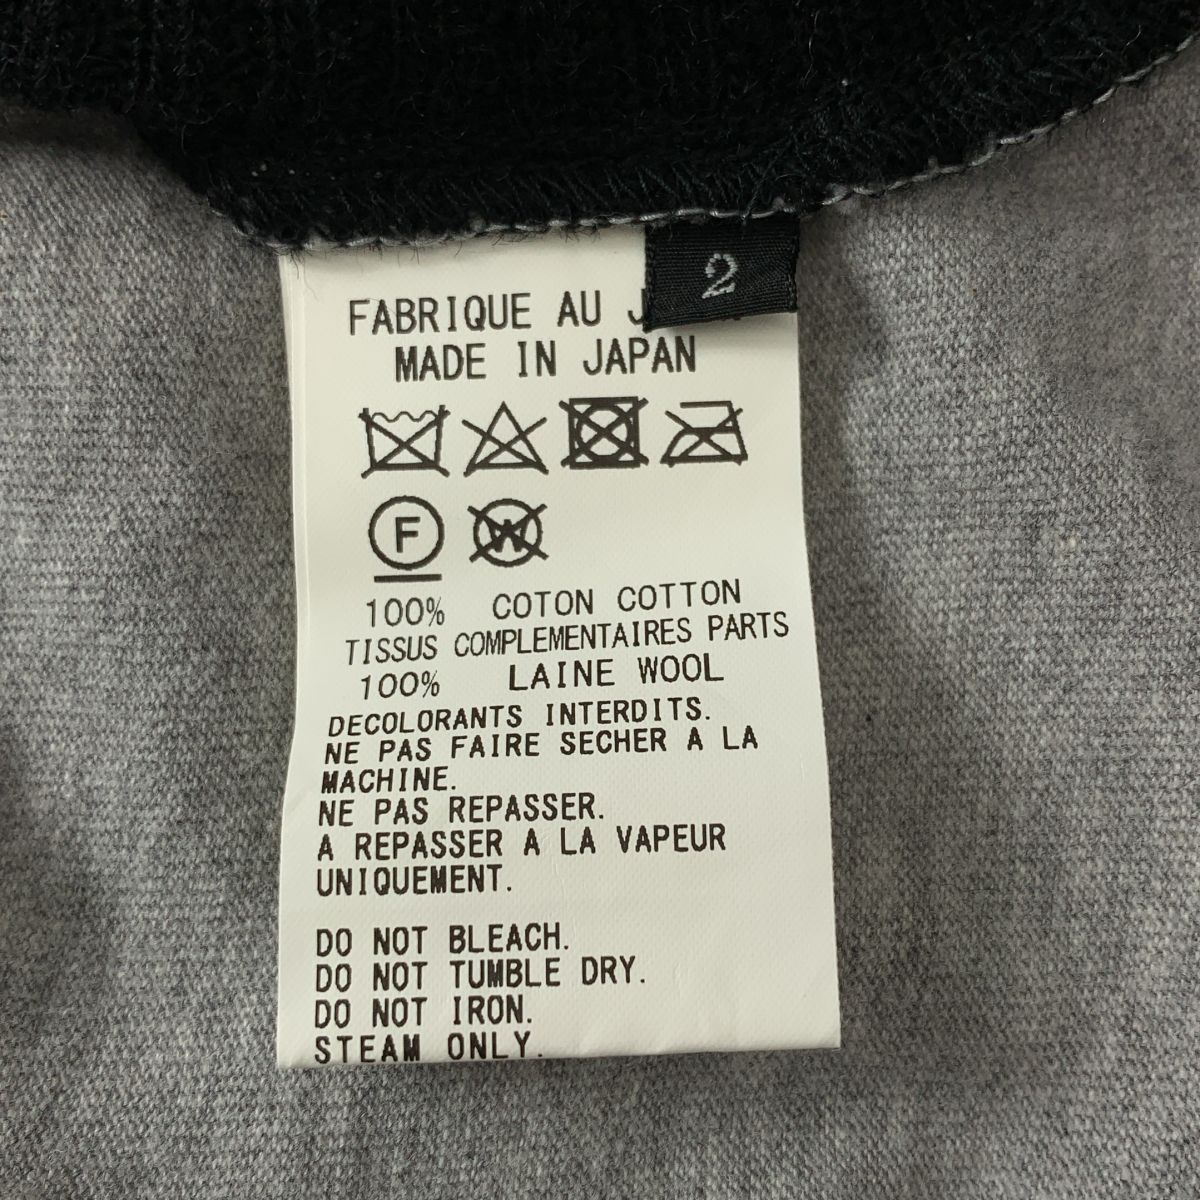 2
FABRIQUE AU
MADE IN JAPAN
F
W
100% COTON COTTON
TISSUS COMPLEMENTAIRES PARTS
100% LAINE WOOL
DECOLORANTS INTERDITS.
NE PAS FAIRE SECHER A LA
MACHINE.
NE PAS REPASSER.
A REPASSER A LA VAPEUR
UNIQUEMENT.
DO NOT BLEACH.
DO NOT TUMBLE DRY.
DO NOT IRON.
STEAM ONLY.